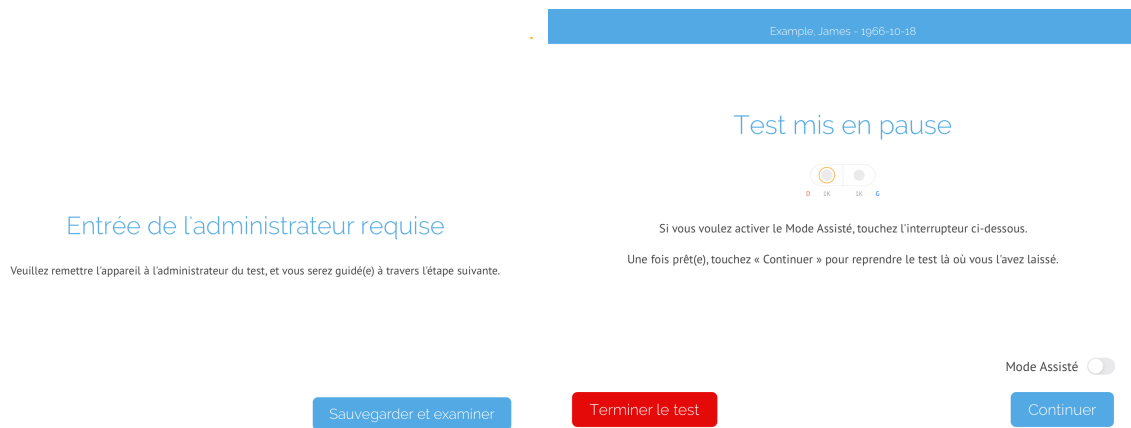 Entrée de l'administrateur requise
Veuillez remettre l'appareil à l'administrateur du test, et vous serez guidé(e) à travers l'étape suivante.
Sauvegarder et examiner
Example, James - 1966-10-18
Test mis en pause
D 1K 1K G
Si vous voulez activer le Mode Assisté, touchez l'interrupteur ci-dessous.
Une fois prêt(e), touchez « Continuer » pour reprendre le test là où vous l'avez laissé.
Mode Assisté
Terminer le test
Continuer